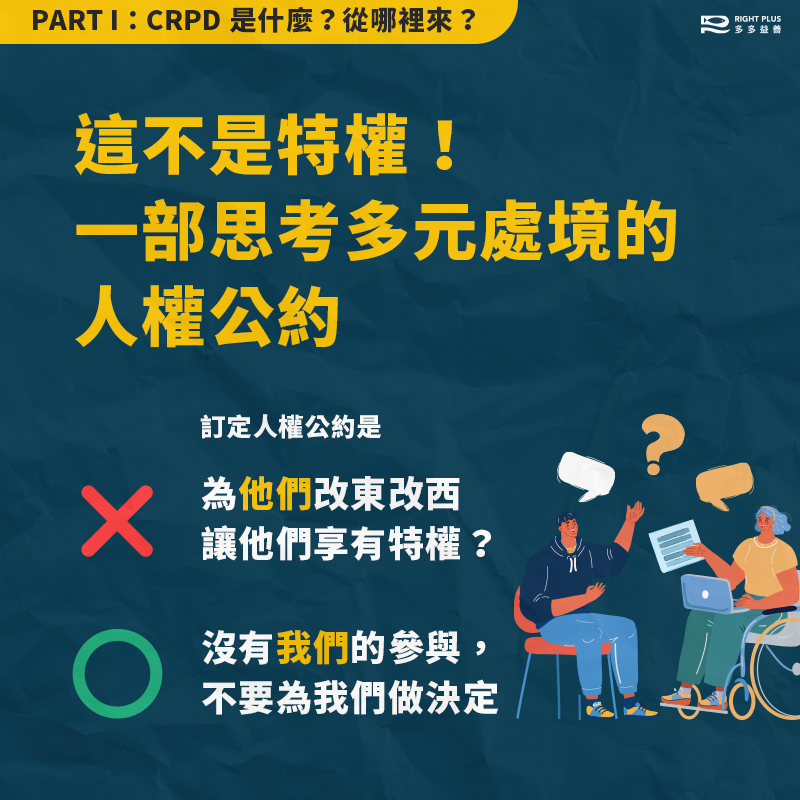 PART I：CRPD 是什麼？從哪裡來？
RIGHT PLUS
多多益善
這不是特權！
一部思考多元處境的
人權公約
訂定人權公約是
為他們改東改西
讓他們享有特權？
沒有我們的參與，
不要為我們做決定